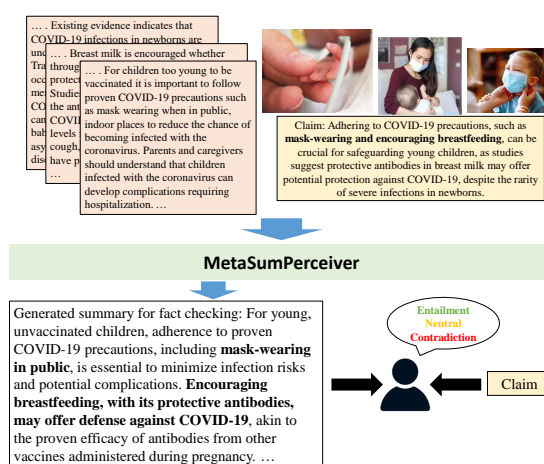 ... . Existing evidence indicates that
COVID-19 infections in newborns are
... . Breast milk is encouraged whether
... . For children too young to be
vaccinated it is important to follow
proven COVID-19 precautions such
as mask wearing when in public,
indoor places to reduce the chance of
becoming infected with the
coronavirus. Parents and caregivers
should understand that children
infected with the coronavirus can
develop complications requiring
hospitalization. ...
Claim: Adhering to COVID-19 precautions, such as
mask-wearing and encouraging breastfeeding, can be
crucial for safeguarding young children, as studies
suggest protective antibodies in breast milk may offer
potential protection against COVID-19, despite the rarity
of severe infections in newborns.
MetaSumPerceiver
Generated summary for fact checking: For young,
unvaccinated children, adherence to proven
COVID-19 precautions, including mask-wearing
in public, is essential to minimize infection risks
and potential complications. Encouraging
breastfeeding, with its protective antibodies,
may offer defense against COVID-19, akin to
the proven efficacy of antibodies from other
vaccines administered during pregnancy. ...
Entailment
Neutral
Contradiction
Claim